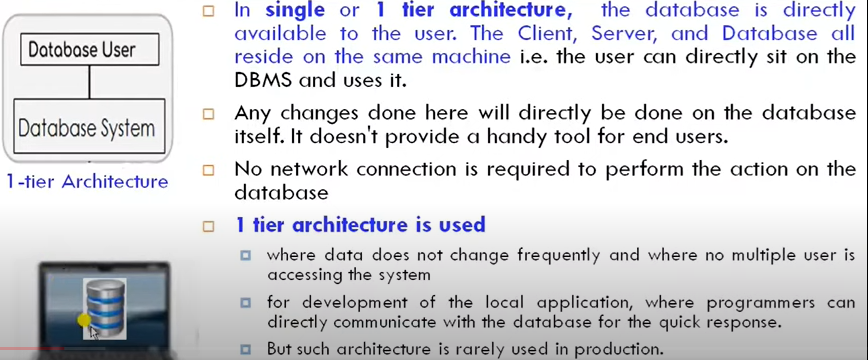 Database User
Database System
1-tier Architecture
In single or 1 tier architecture, the database is directly
available to the user. The Client, Server, and Database all
reside on the same machine i.e. the user can directly sit on the
DBMS and uses it.
Any changes done here will directly be done on the database
itself. It doesn't provide a handy tool for end users.
No network connection is required to perform the action on the
database
1 tier architecture is used
where data does not change frequently and where no multiple user is
accessing the system
for development of the local application, where programmers can
directly communicate with the database for the quick response.
But such architecture is rarely used in production.